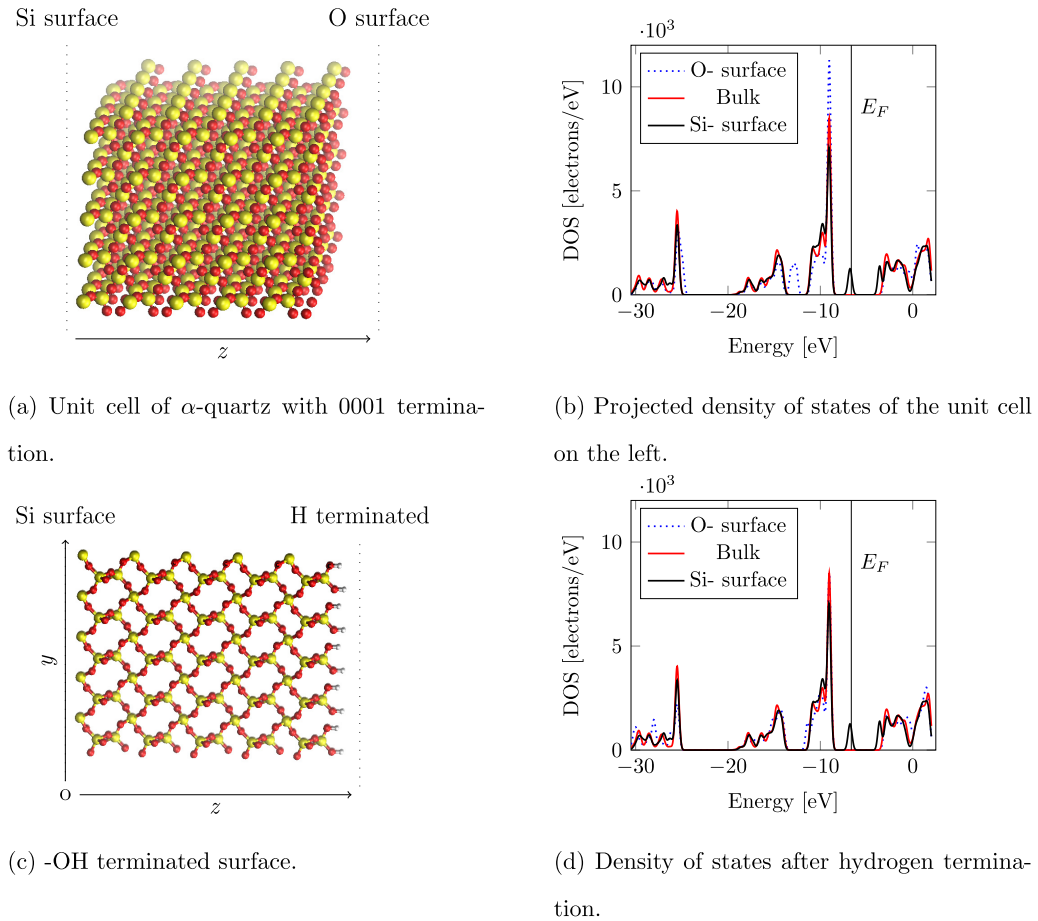 Si surface
O surface
z
(a) Unit cell of α-quartz with 0001 termina-
tion.
·10³
O- surface
Bulk
Si- surface
E_F
10
5
0
DOS [electrons/eV]
−30
−20
−10
0
Energy [eV]
(b) Projected density of states of the unit cell
on the left.
Si surface
H terminated
y
o
z
(c) -OH terminated surface.
·10³
O- surface
Bulk
Si- surface
E_F
10
5
0
DOS [electrons/eV]
−30
−20
−10
0
Energy [eV]
(d) Density of states after hydrogen termina-
tion.